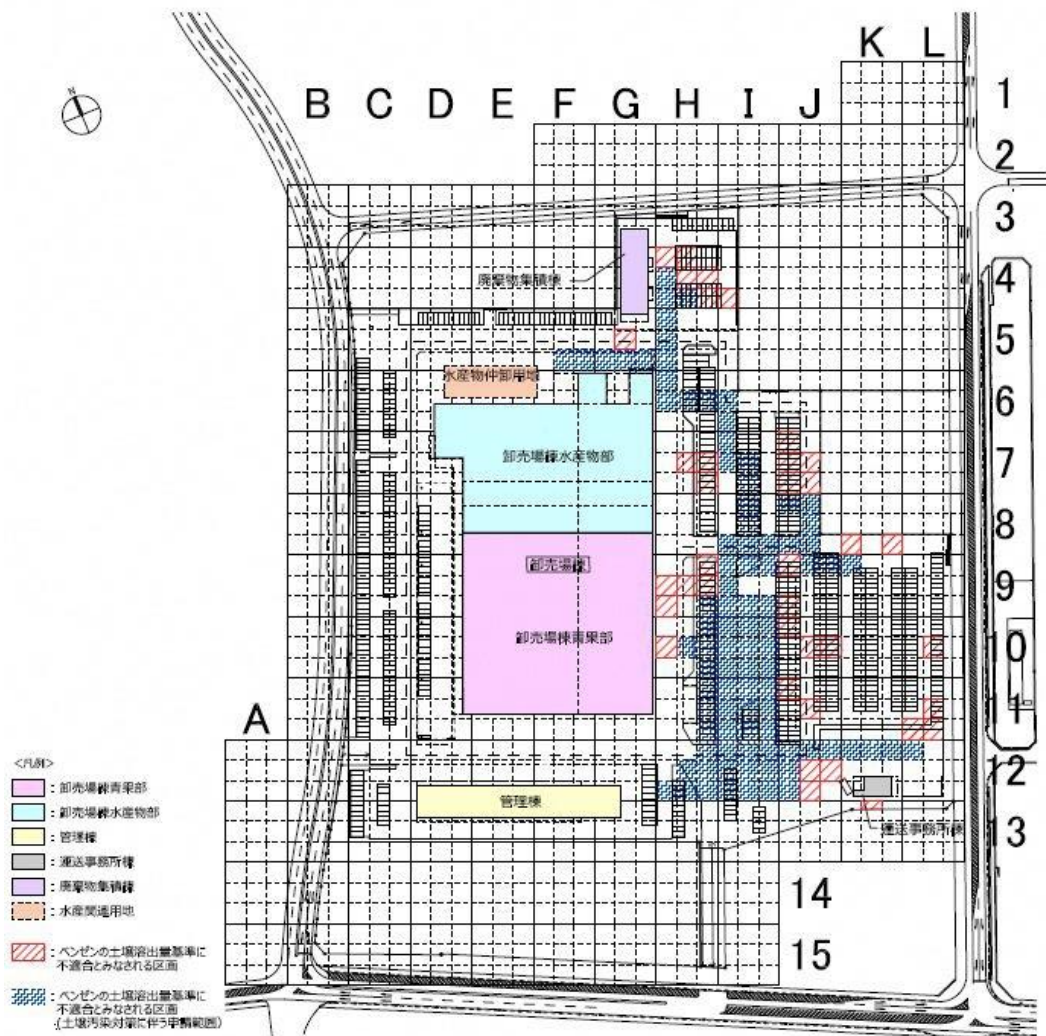 K L
B C D E F G H I J
1
2
N
3
4
廃棄物集積棟
5
水産物仲卸用地
6
卸売場棟水産物部
7
8
卸売場棟
9
卸売場棟青果部
10
11
A
12
管理棟
運送事務所棟
13
14
15
<凡例>
:卸売場棟青果部
:卸売場棟水産物部
:管理棟
:運送事務所棟
:廃棄物集積棟
:水産関連用地
:ベンゼンの土壌溶出量基準に
不適合とみなされる区画
:ベンゼンの土壌溶出量基準に
不適合とみなされる区画
(土壌汚染対策に伴う申請範囲)